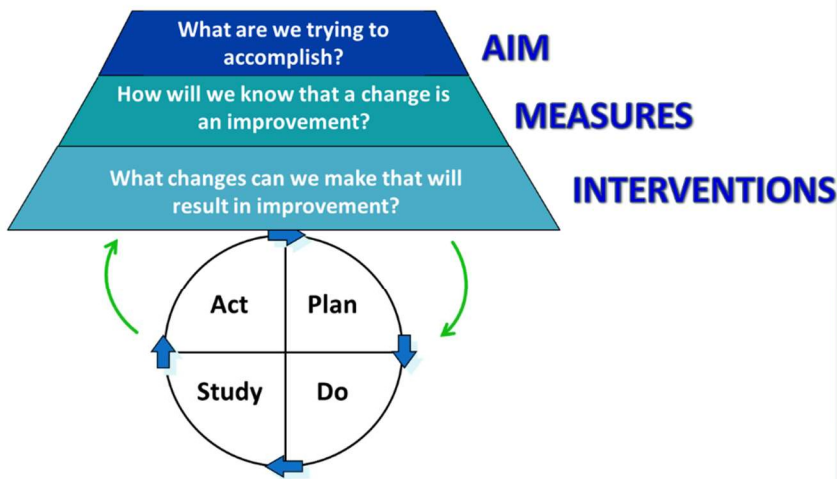 What are we trying to
accomplish?
AIM
How will we know that a change is
an improvement?
MEASURES
What changes can we make that will
result in improvement?
INTERVENTIONS
Act
Plan
Study
Do